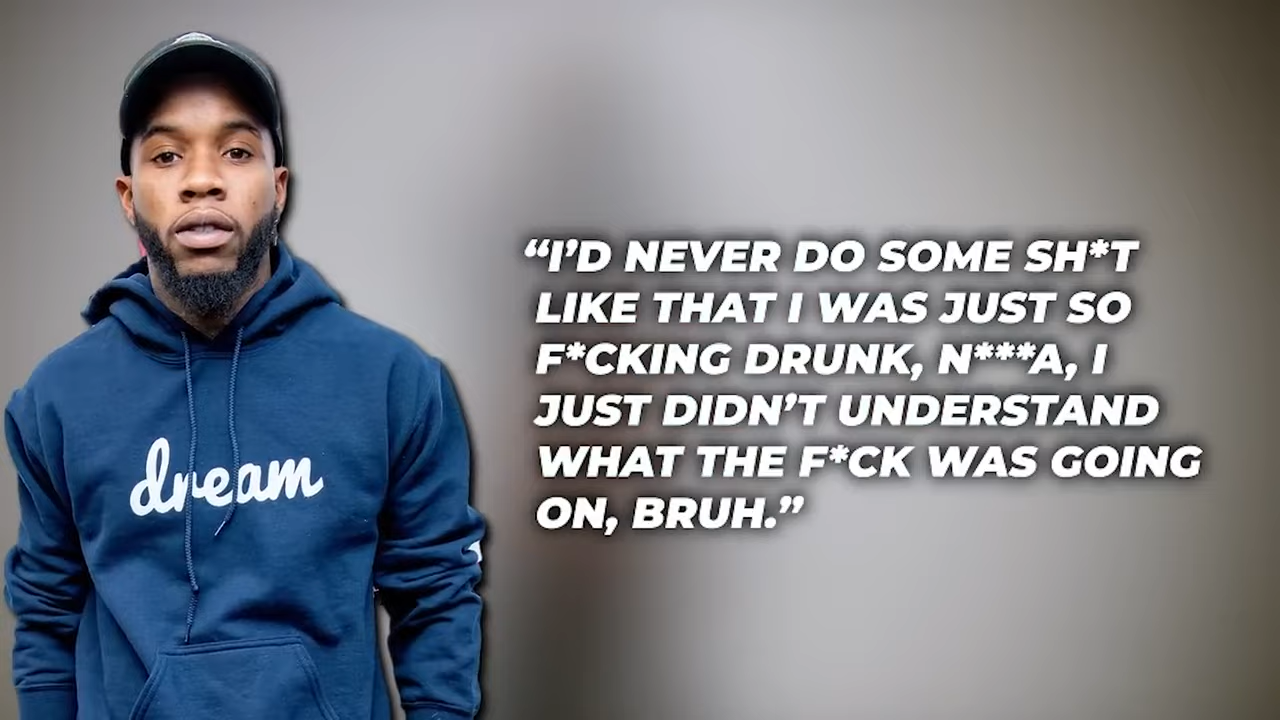 dream
“I’D NEVER DO SOME SH*T
LIKE THAT I WAS JUST SO
F*CKING DRUNK, N***A, I
JUST DIDN’T UNDERSTAND
WHAT THE F*CK WAS GOING
ON, BRUH.”